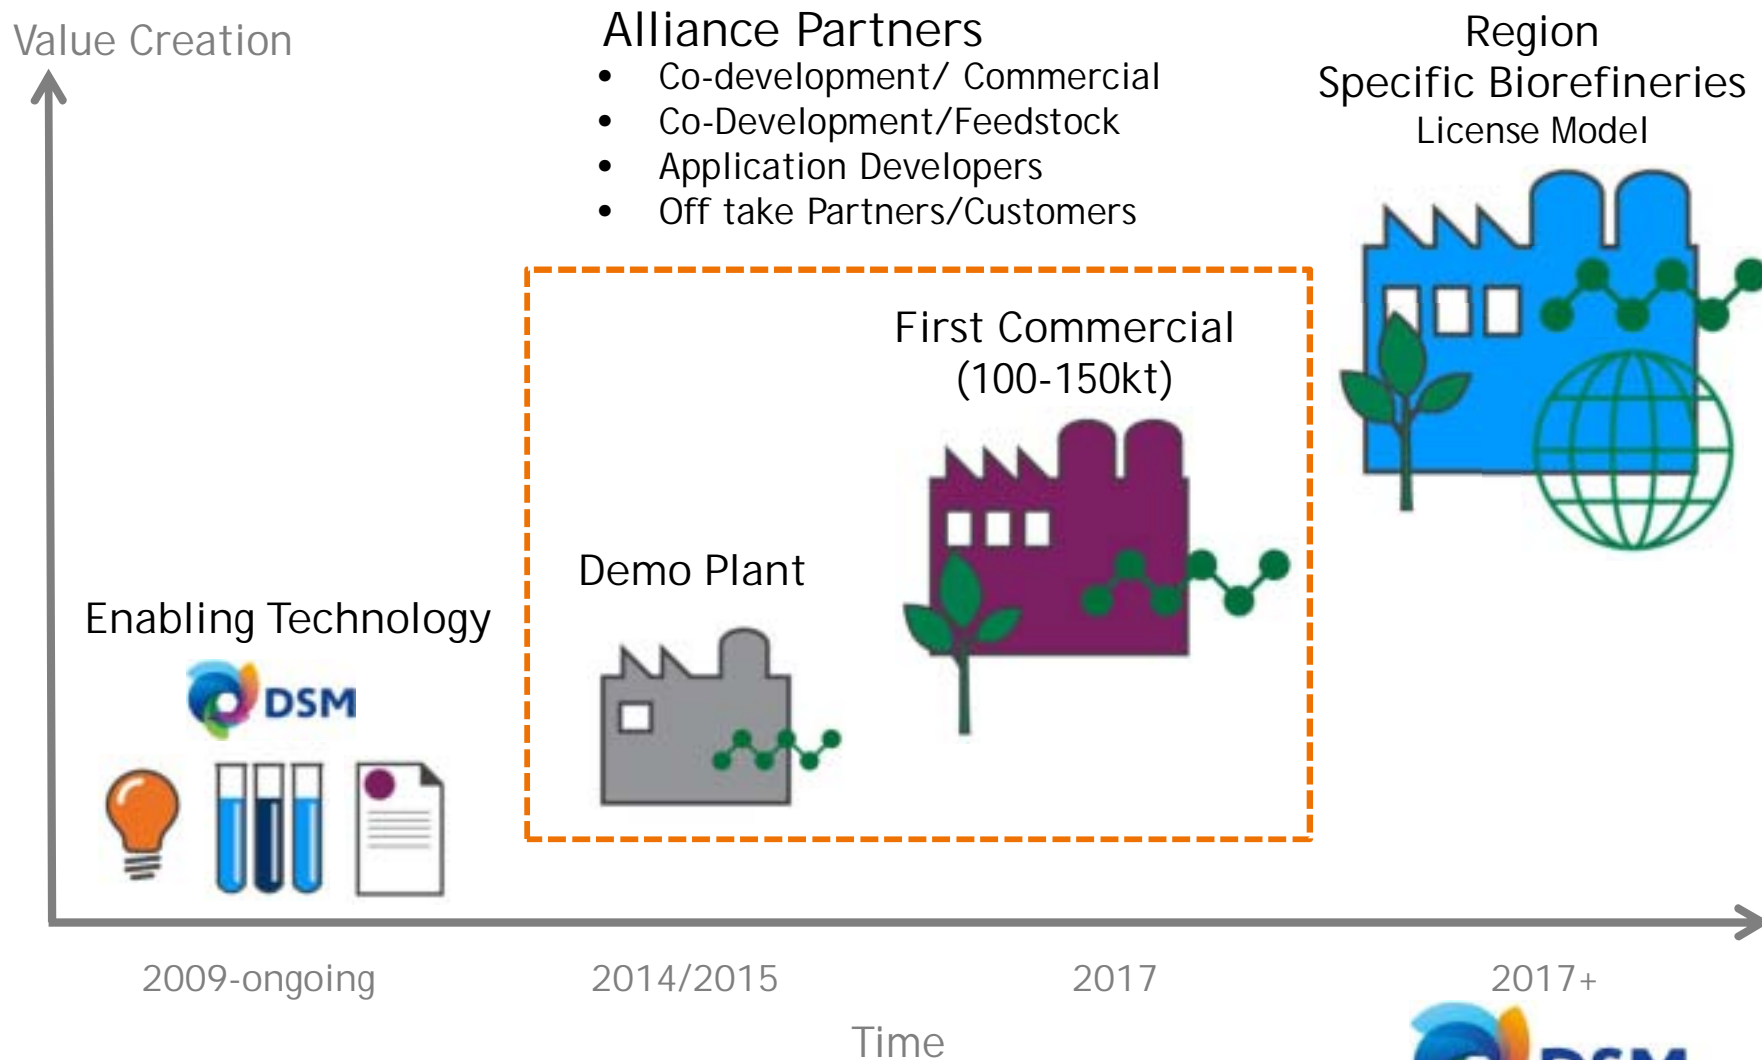 Value Creation
Alliance Partners
• Co-development/ Commercial
• Co-Development/Feedstock
• Application Developers
• Off take Partners/Customers
Region
Specific Biorefineries
License Model
First Commercial
(100-150kt)
Demo Plant
Enabling Technology
DSM
2009-ongoing
2014/2015
2017
2017+
Time
DSM